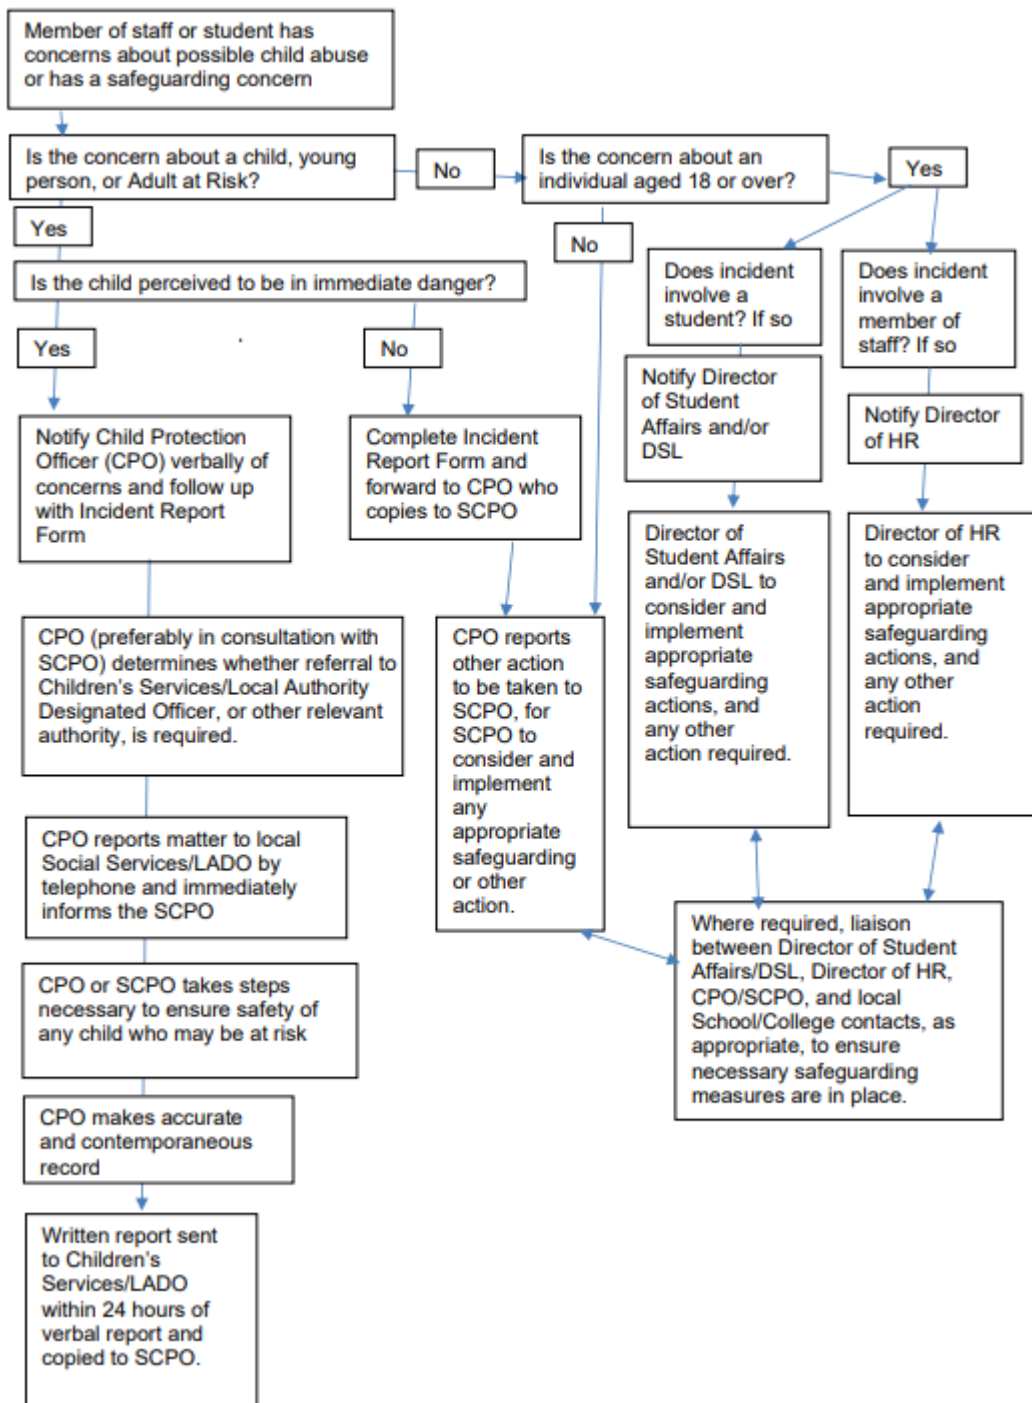 Member of staff or student has
concerns about possible child abuse
or has a safeguarding concern
Is the concern about a child, young
person, or Adult at Risk?
No
Is the concern about an
individual aged 18 or over?
Yes
Yes
No
Is the child perceived to be in immediate danger?
Does incident
involve a
student? If so
Does incident
involve a
member of
staff? If so
Yes
No
Notify Director
of Student
Affairs and/or
DSL
Notify Director
of HR
Notify Child Protection
Officer (CPO) verbally of
concerns and follow up
with Incident Report
Form
Complete Incident
Report Form and
forward to CPO who
copies to SCPO
Director of
Student Affairs
and/or DSL to
consider and
implement
appropriate
safeguarding
actions, and
any other
action required.
Director of HR
to consider
and implement
appropriate
safeguarding
actions, and
any other
action
required.
CPO (preferably in consultation with
SCPO) determines whether referral to
Children's Services/Local Authority
Designated Officer, or other relevant
authority, is required.
CPO reports
other action
to be taken to
SCPO, for
SCPO to
consider and
implement
any
appropriate
safeguarding
or other
action.
CPO reports matter to local
Social Services/LADO by
telephone and immediately
informs the SCPO
Where required, liaison
between Director of Student
Affairs/DSL, Director of HR,
CPO/SCPO, and local
School/College contacts, as
appropriate, to ensure
necessary safeguarding
measures are in place.
CPO or SCPO takes steps
necessary to ensure safety of
any child who may be at risk
CPO makes accurate
and contemporaneous
record
Written report sent
to Children's
Services/LADO
within 24 hours of
verbal report and
copied to SCPO.